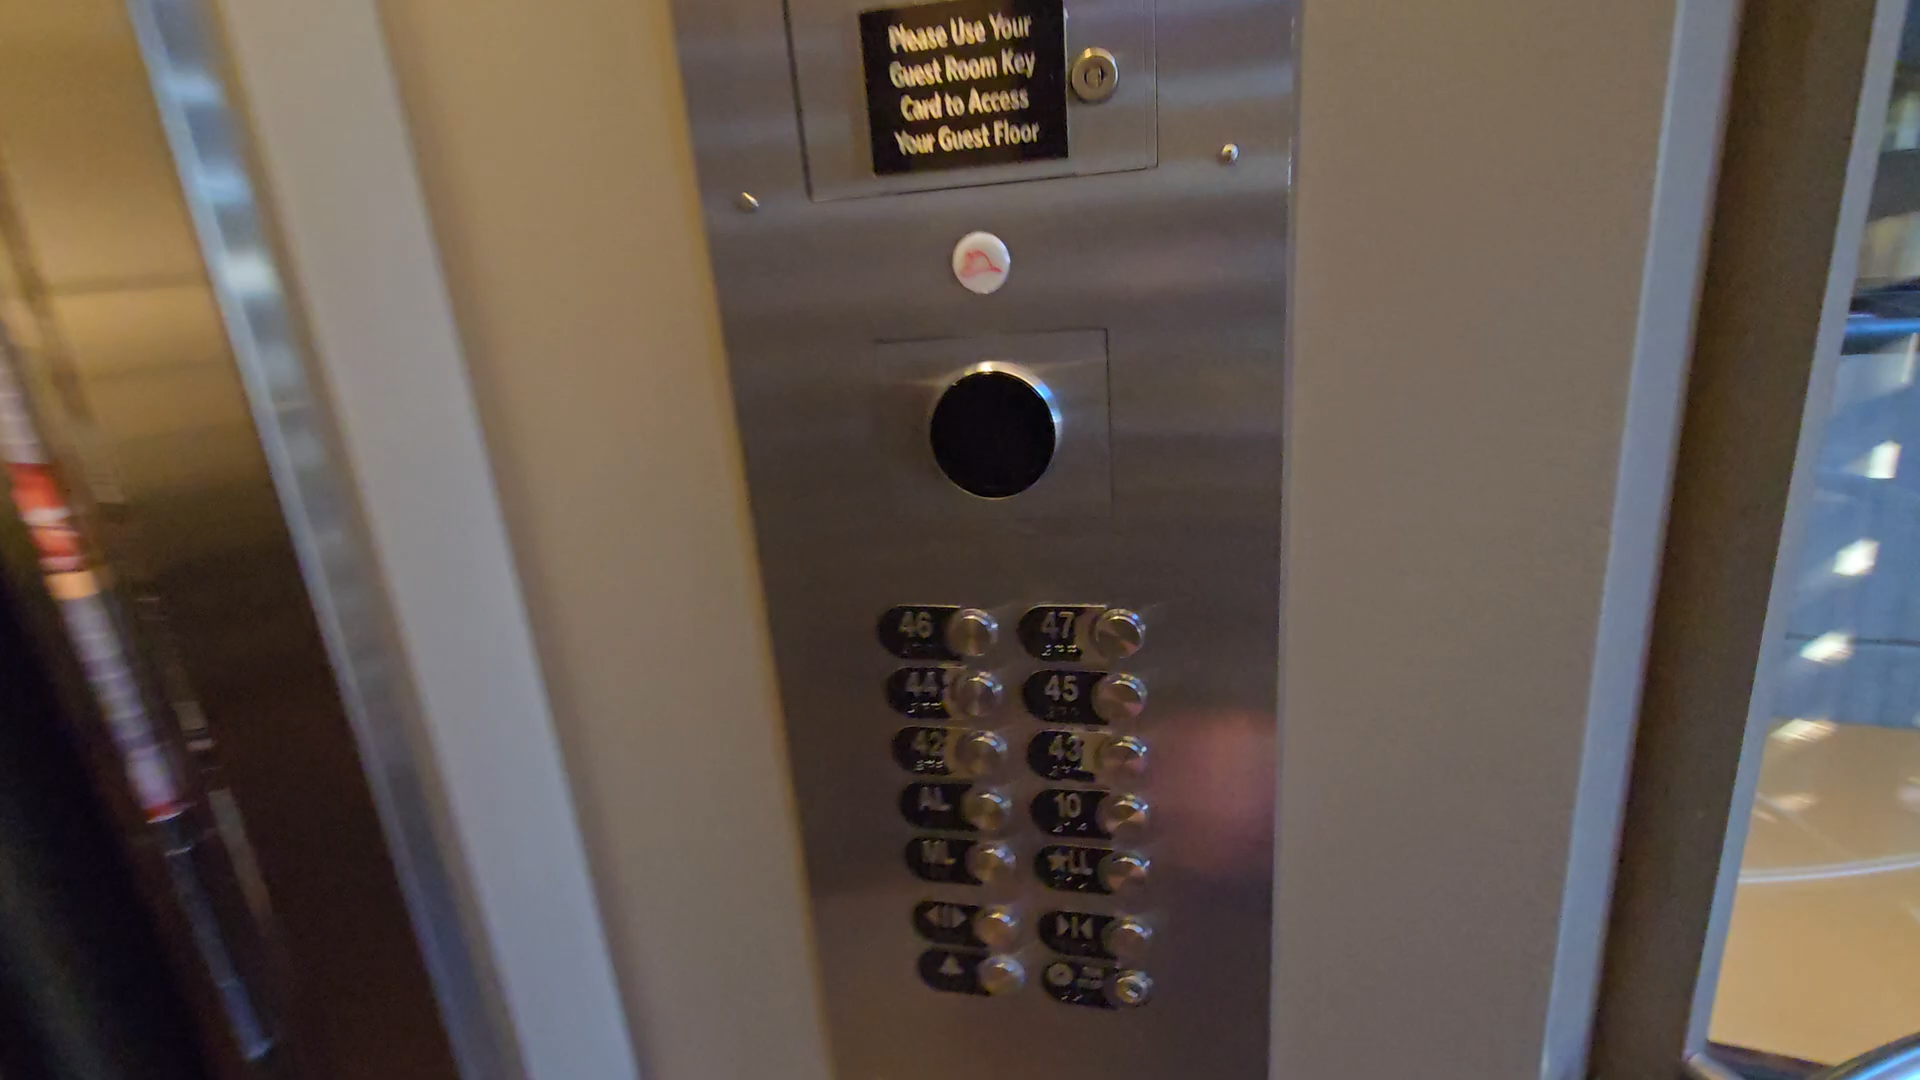 Please Use Your
Guest Room Key
Card to Access
Your Guest Floor
46 47
44 45
42 43
AL 10
ML ★LL